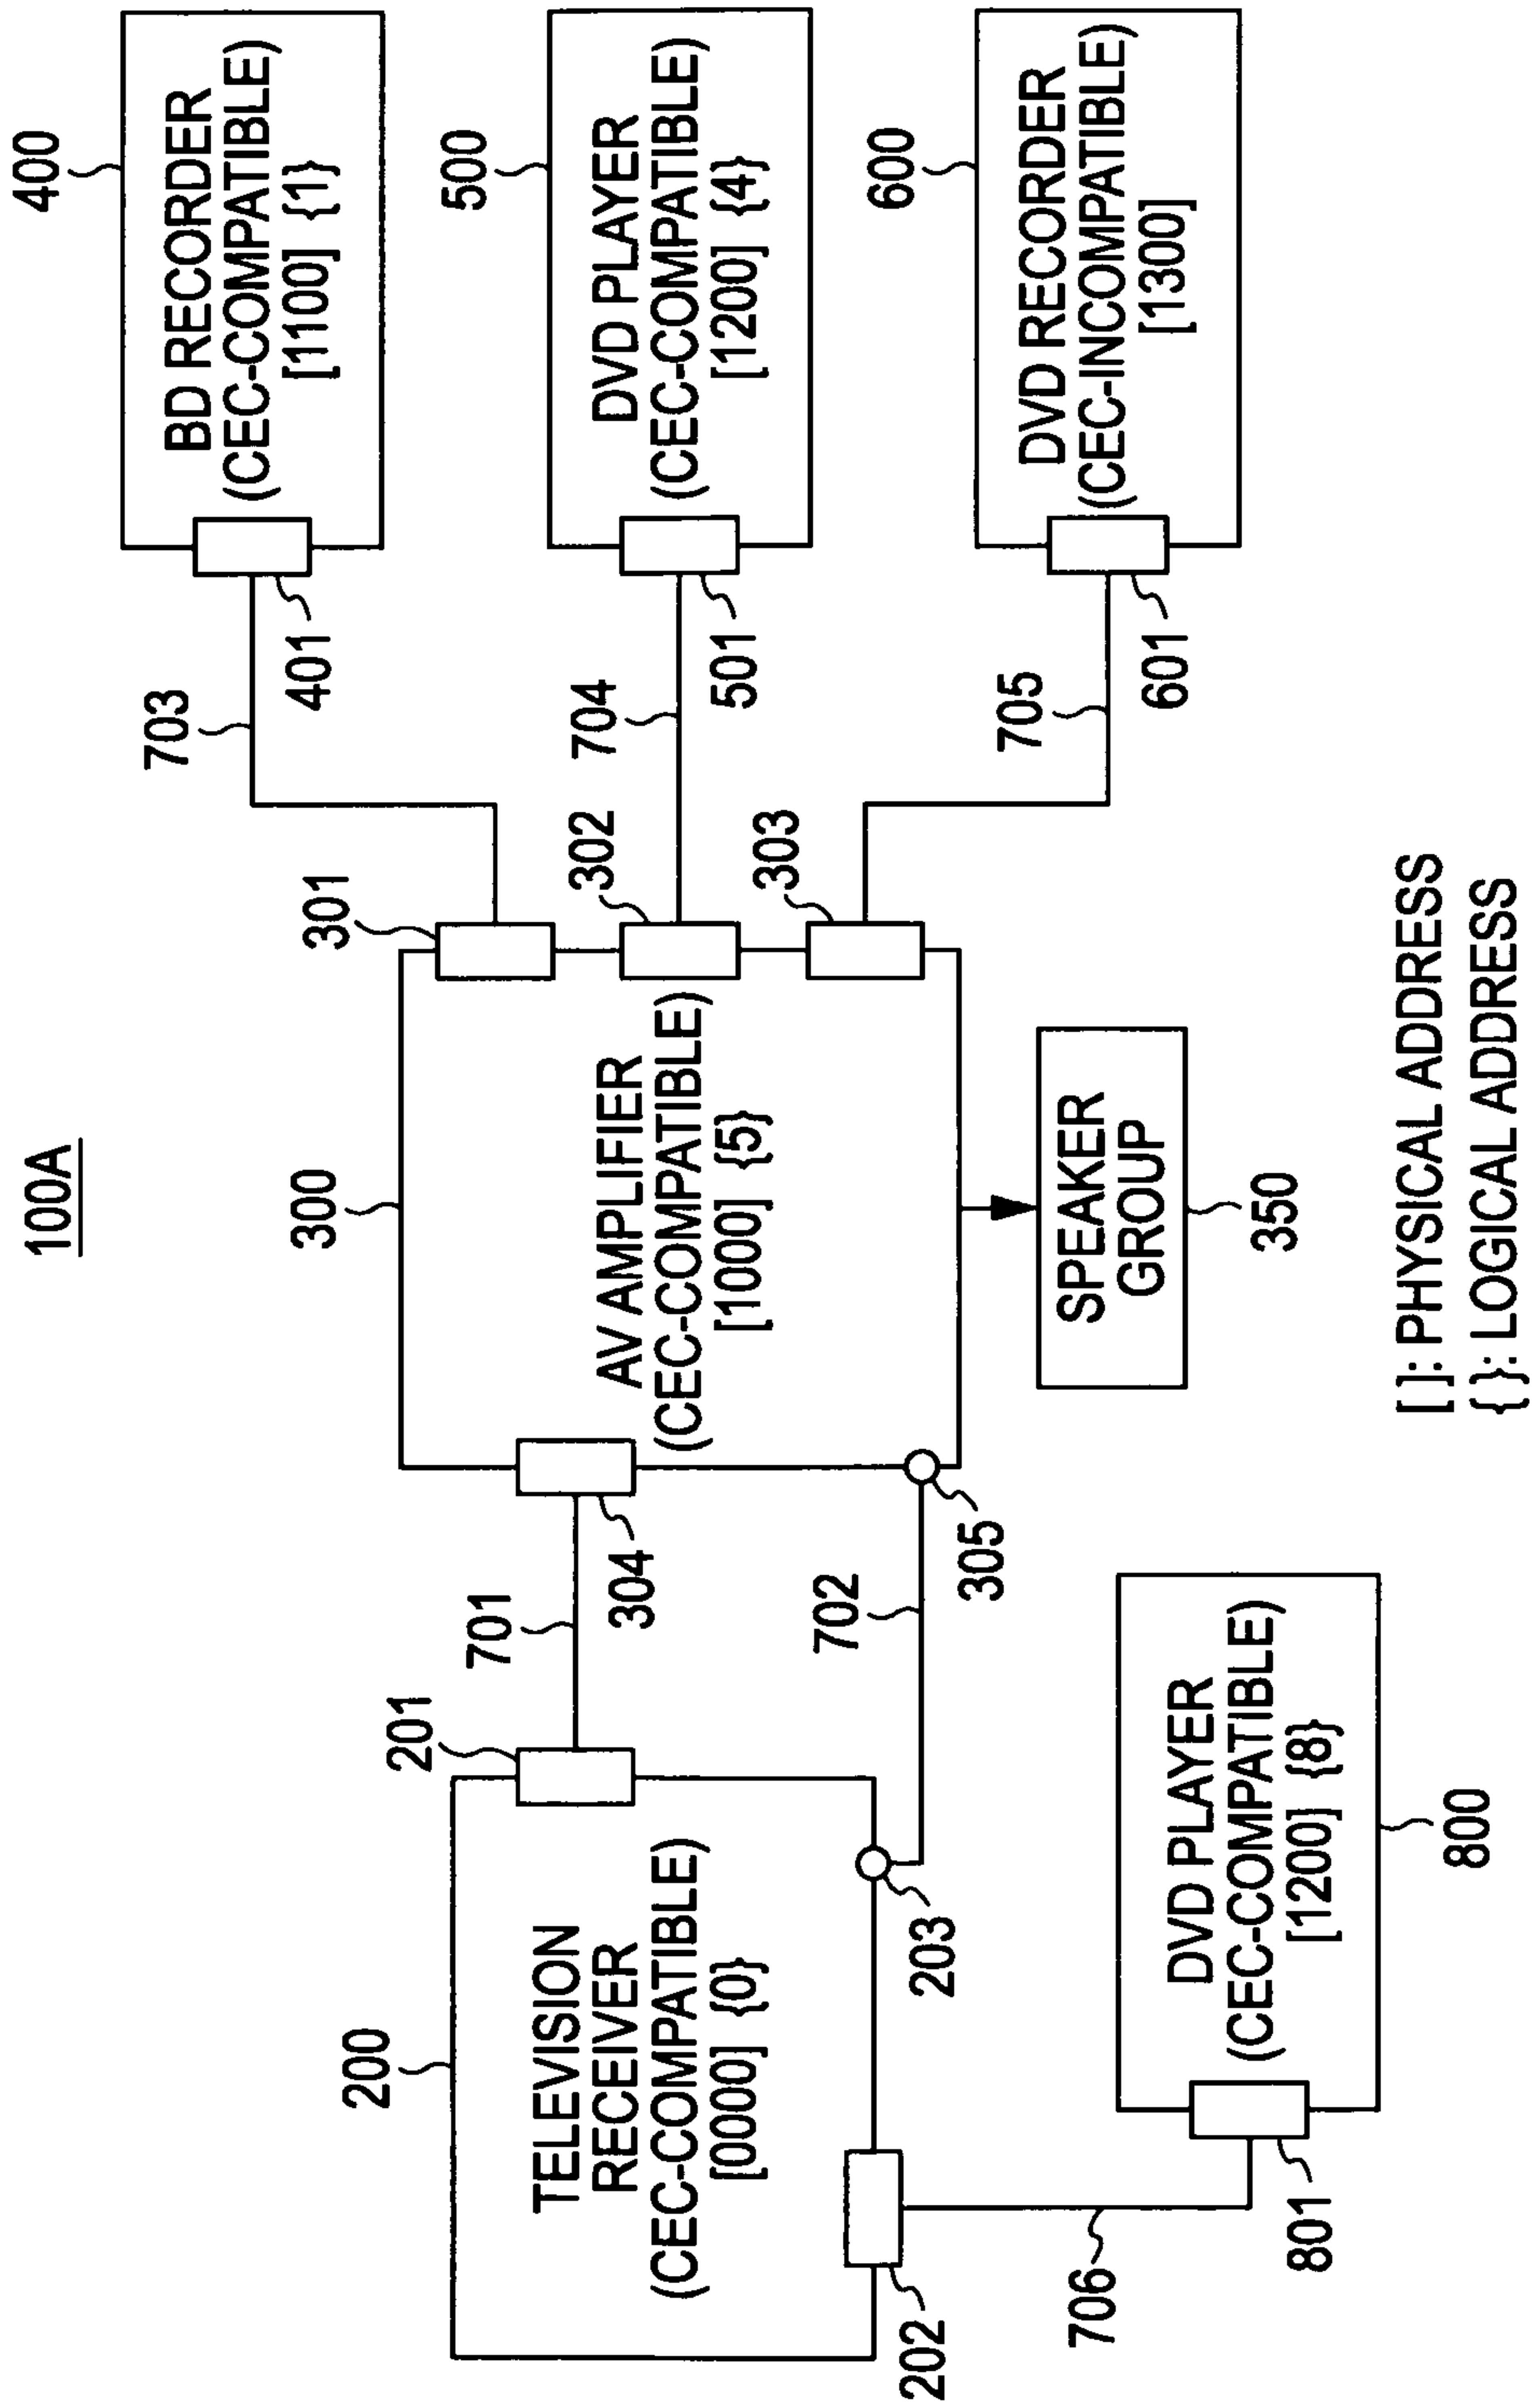 100A
200
TELEVISION
RECEIVER
(CEC-COMPATIBLE)
[0000] {0}
201
202
203
701
702
706
300
AV AMPLIFIER
(CEC-COMPATIBLE)
[1000] {5}
301
302
303
304
305
SPEAKER
GROUP
350
703
704
705
400
BD RECORDER
(CEC-COMPATIBLE)
[1100] {1}
401
500
DVD PLAYER
(CEC-COMPATIBLE)
[1200] {4}
501
600
DVD RECORDER
(CEC-INCOMPATIBLE)
[1300]
601
DVD PLAYER
(CEC-COMPATIBLE)
[1200] {8}
800
801
[ ]: PHYSICAL ADDRESS
{ }: LOGICAL ADDRESS